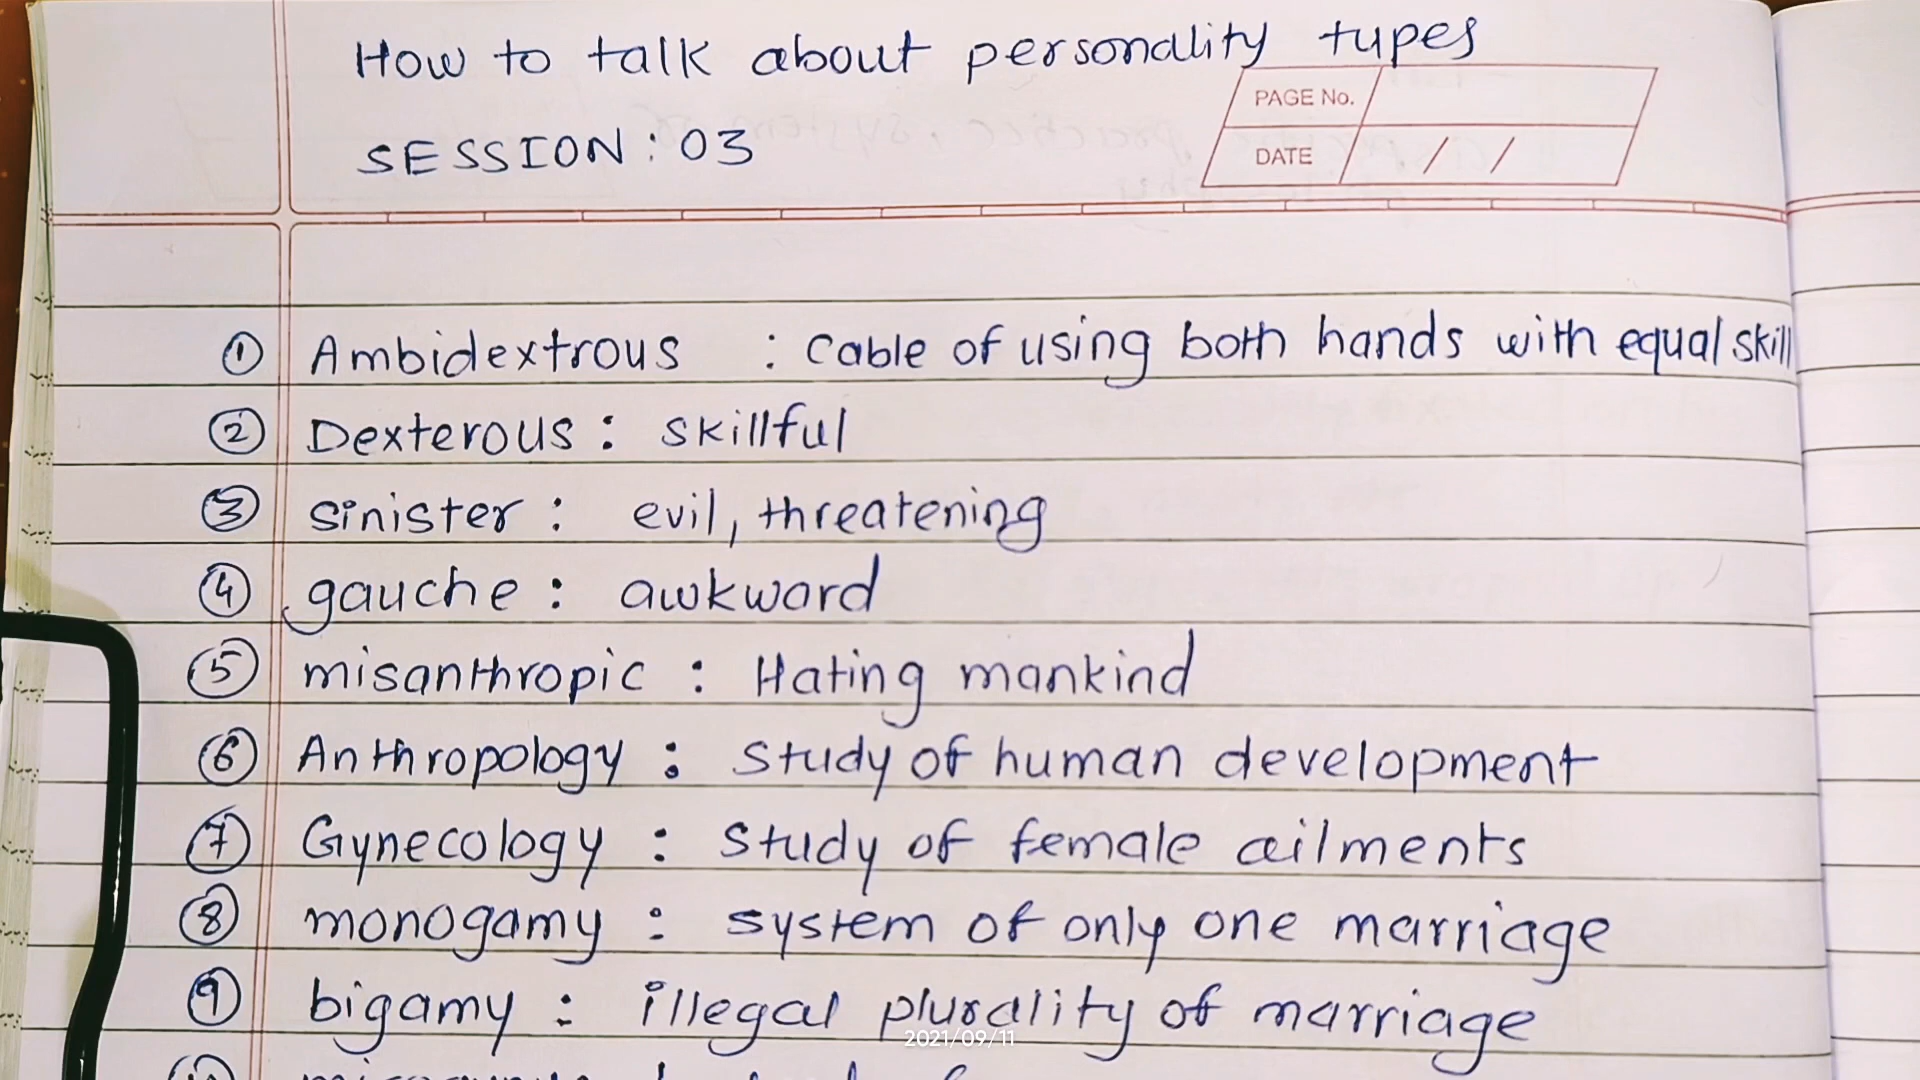 How to talk about personality types
PAGE No.
SESSION : 03
DATE / /
① Ambidextrous : cable of using both hands with equal skill
② Dexterous : skillful
③ sinister : evil, threatening
④ gauche : awkward
⑤ misanthropic : Hating mankind
⑥ Anthropology : study of human development
⑦ Gynecology : study of female ailments
⑧ monogamy : system of only one marriage
⑨ bigamy : illegal plurality of marriage
2021/09/11